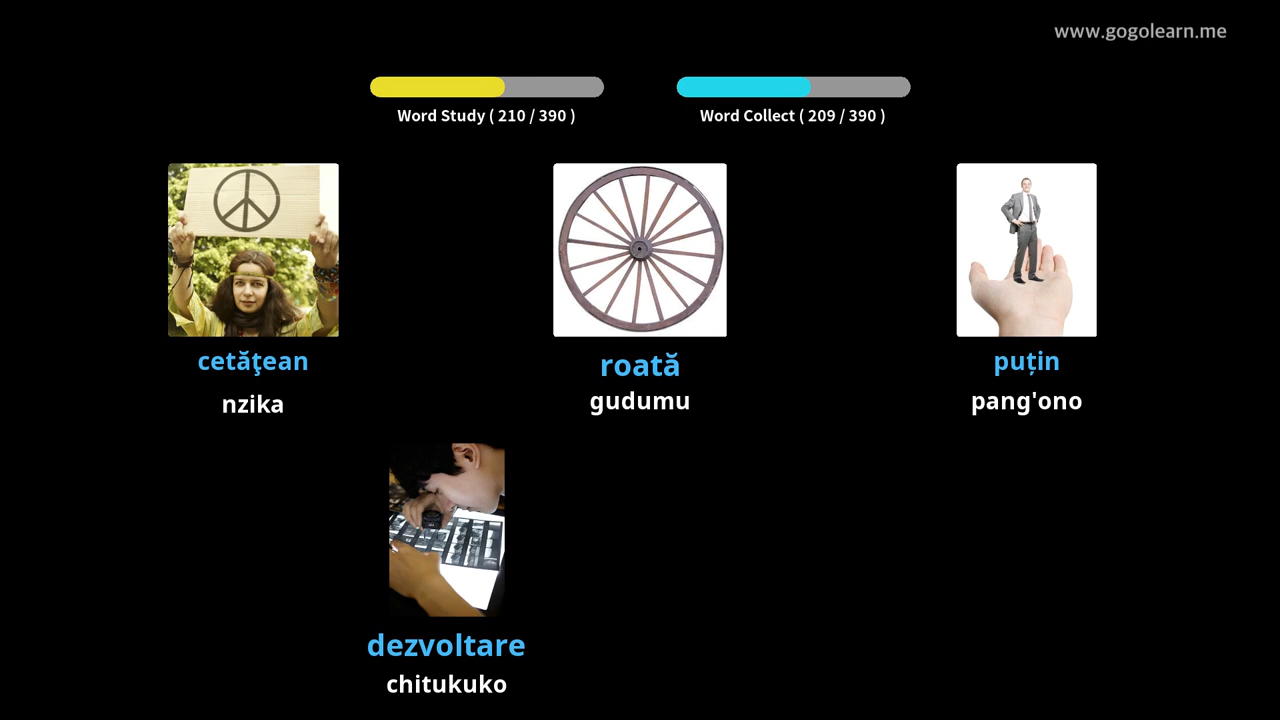 www.gogolearn.me
Word Study ( 210 / 390 )
Word Collect ( 209 / 390 )
cetăţean
nzika
roată
gudumu
puțin
pang'ono
dezvoltare
chitukuko